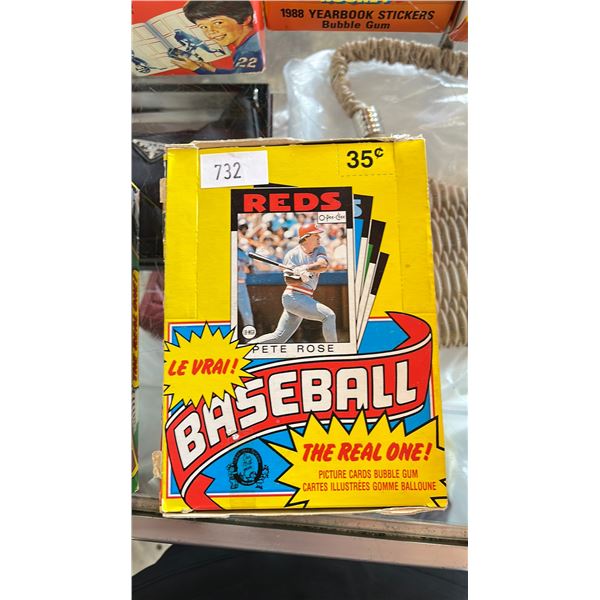 1988 YEARBOOK STICKERS
Bubble Gum
22
732
35¢
REDS
O-Pee-Chee
PETE ROSE
LE VRAI!
BASEBALL
THE REAL ONE!
PICTURE CARDS BUBBLE GUM
CARTES ILLUSTRÉES GOMME BALLOUNE